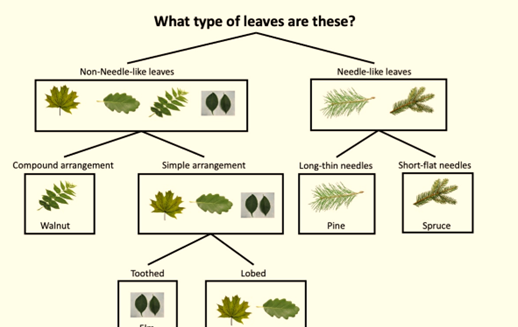 What type of leaves are these?
Non-Needle-like leaves
Needle-like leaves
Compound arrangement
Simple arrangement
Long-thin needles
Short-flat needles
Walnut
Pine
Spruce
Toothed
Lobed